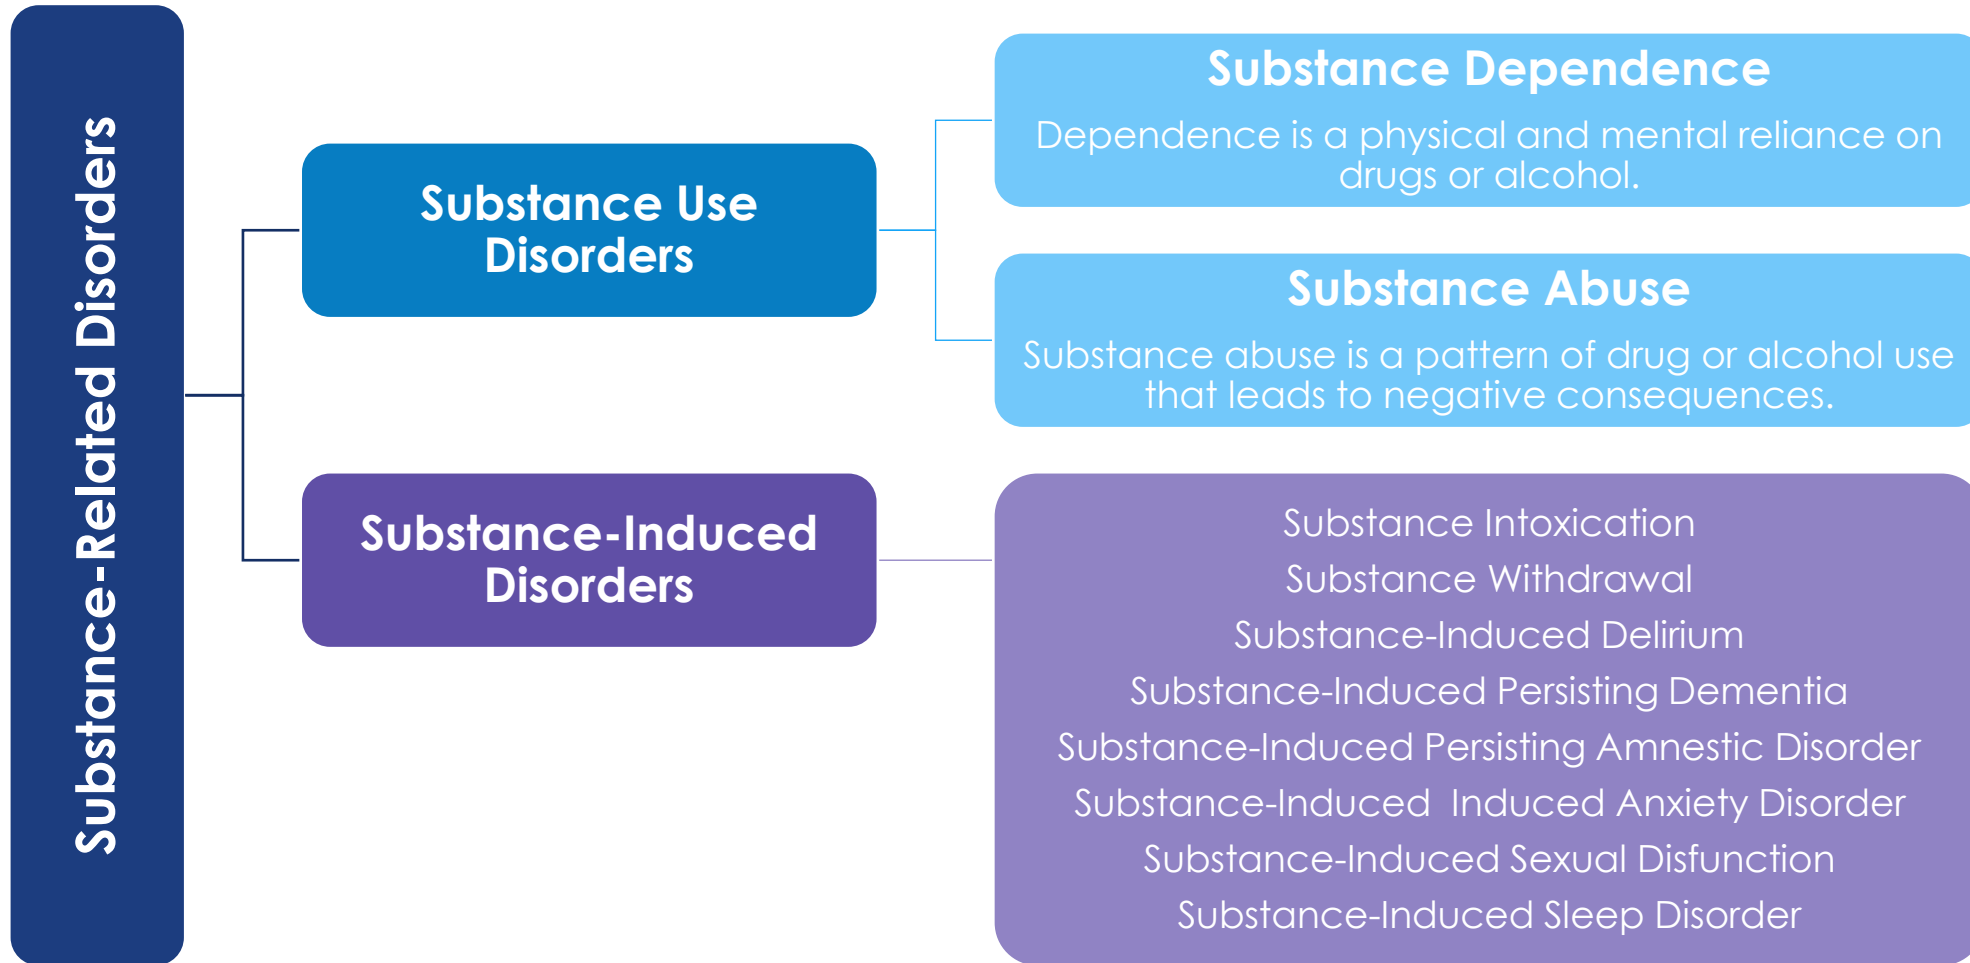 Substance-Related Disorders
Substance Use
Disorders
Substance Dependence
Dependence is a physical and mental reliance on
drugs or alcohol.
Substance Abuse
Substance abuse is a pattern of drug or alcohol use
that leads to negative consequences.
Substance-Induced
Disorders
Substance Intoxication
Substance Withdrawal
Substance-Induced Delirium
Substance-Induced Persisting Dementia
Substance-Induced Persisting Amnestic Disorder
Substance-Induced  Induced Anxiety Disorder
Substance-Induced Sexual Disfunction
Substance-Induced Sleep Disorder